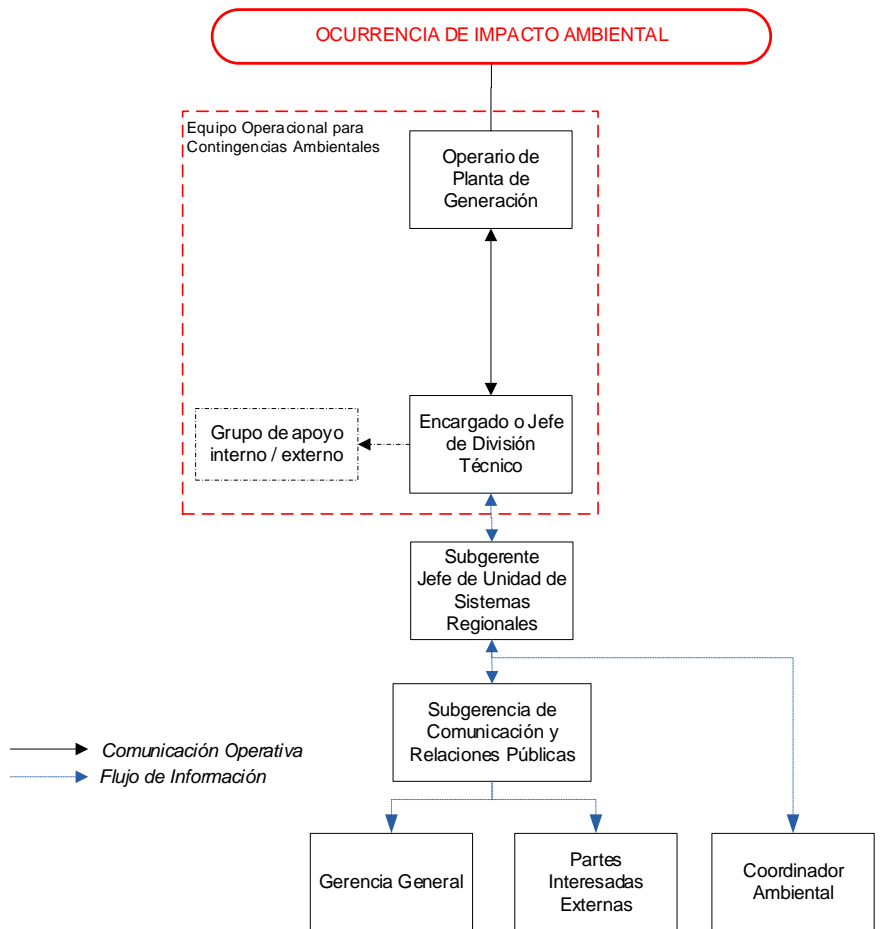 OCURRENCIA DE IMPACTO AMBIENTAL
Equipo Operacional para
Contingencias Ambientales
Operario de
Planta de
Generación
Grupo de apoyo
interno / externo
Encargado o Jefe
de División
Técnico
Subgerente
Jefe de Unidad de
Sistemas
Regionales
Subgerencia de
Comunicación y
Relaciones Públicas
Comunicación Operativa
Flujo de Información
Gerencia General
Partes
Interesadas
Externas
Coordinador
Ambiental